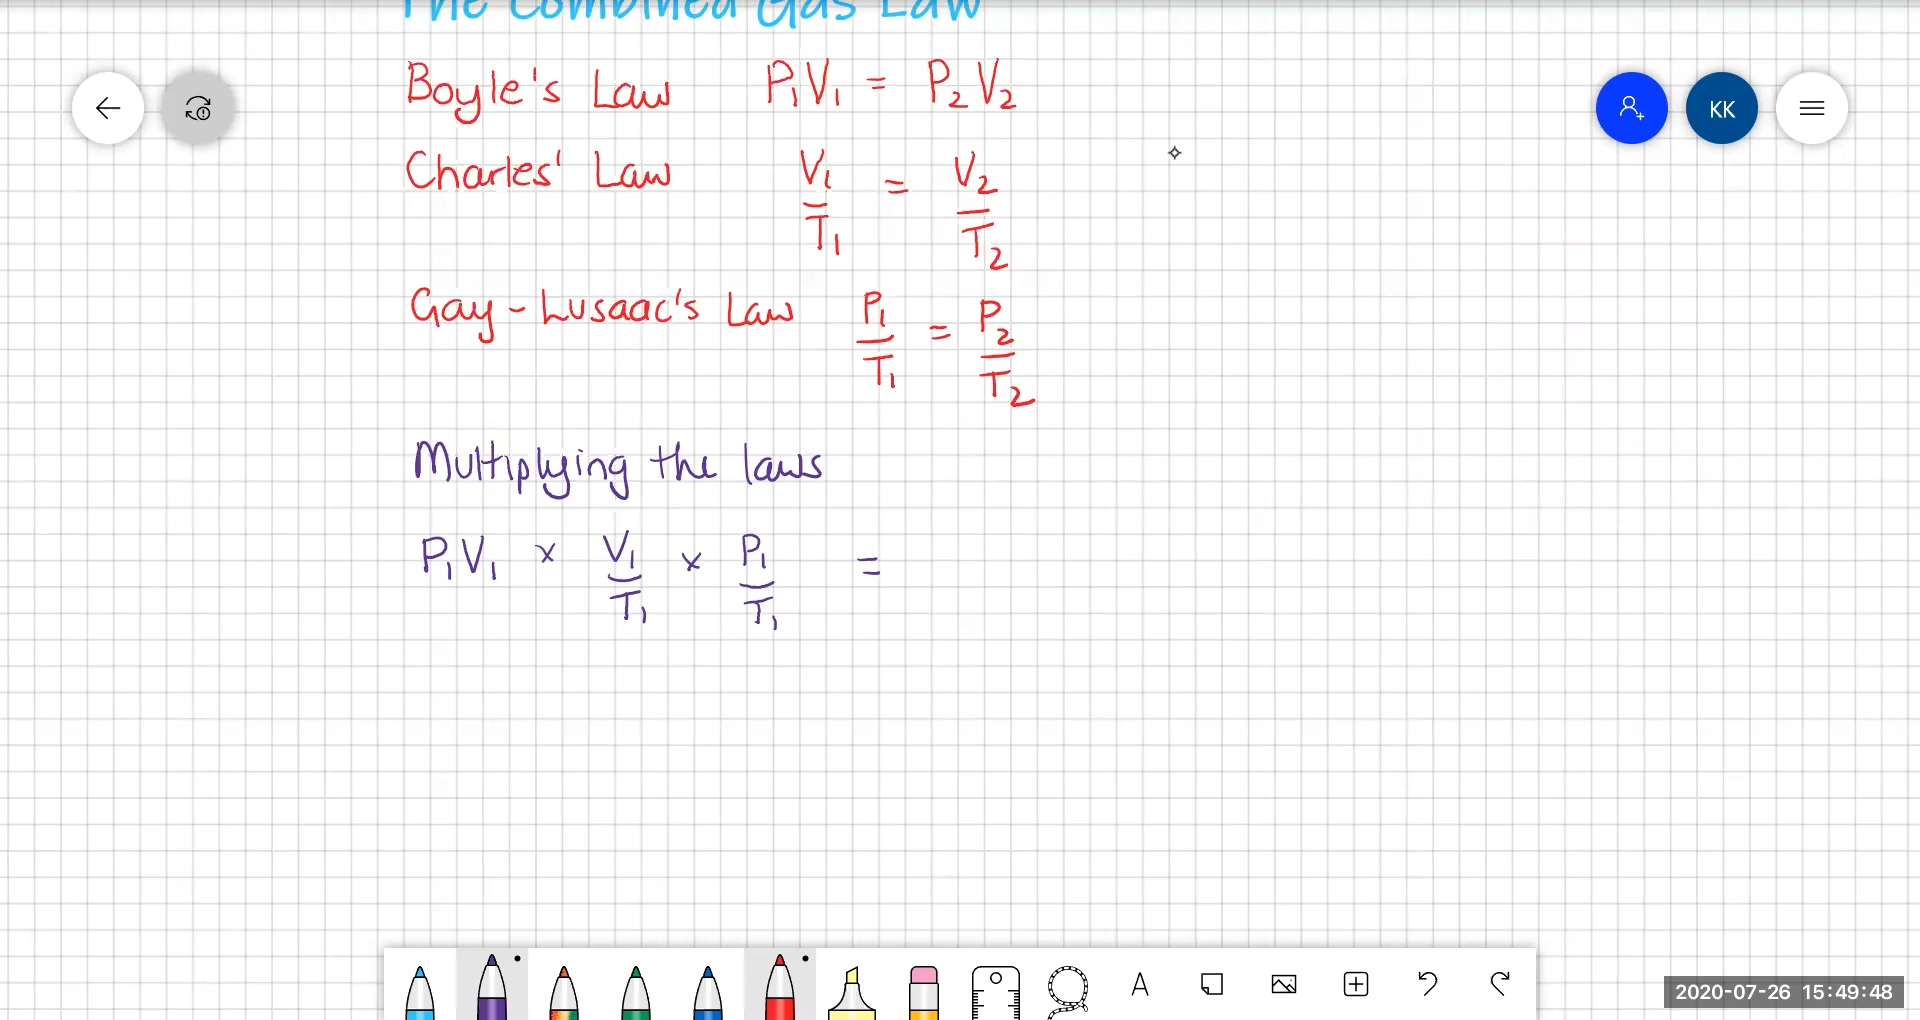 The Combined Gas Law
Boyle's Law P₁V₁ = P₂V₂
KK
Charles' Law V₁/T₁ = V₂/T₂
Gay-Lusaac's Law P₁/T₁ = P₂/T₂
Multiplying the laws
P₁V₁ × V₁/T₁ × P₁/T₁ =
A
2020-07-26 15:49:48